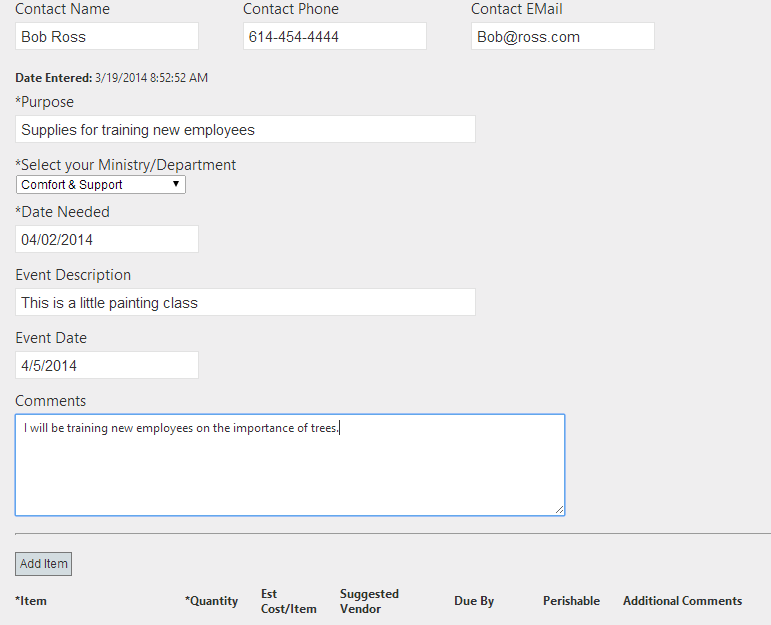 Contact Name Contact Phone Contact EMail
Bob Ross 614-454-4444 Bob@ross.com
Date Entered: 3/19/2014 8:52:52 AM
*Purpose
Supplies for training new employees
*Select your Ministry/Department
Comfort & Support
*Date Needed
04/02/2014
Event Description
This is a little painting class
Event Date
4/5/2014
Comments
I will be training new employees on the importance of trees.
Add Item
*Item *Quantity Est Cost/Item Suggested Vendor Due By Perishable Additional Comments